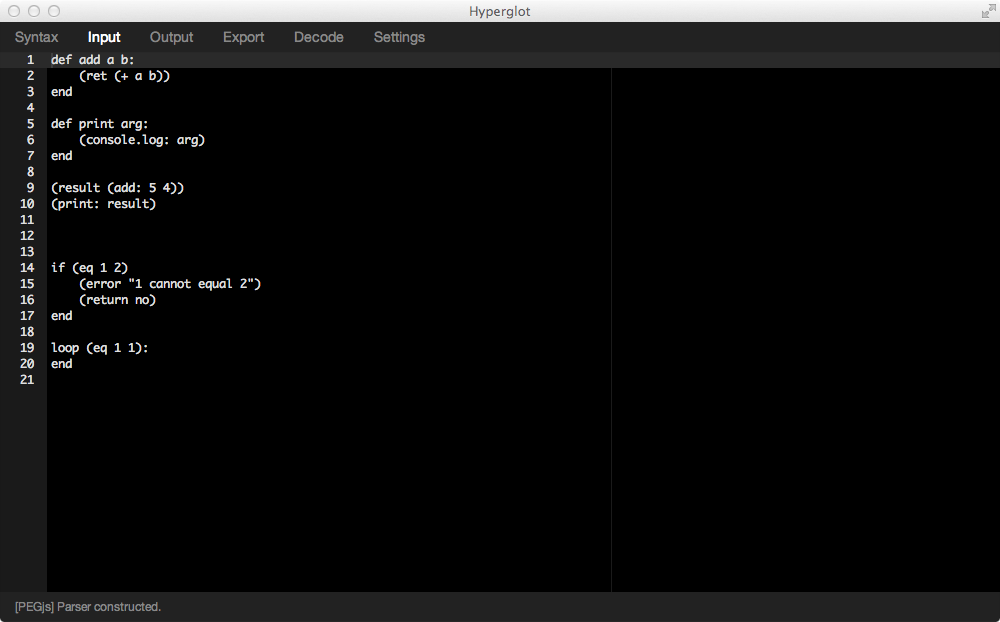 Hyperglot
Syntax Input Output Export Decode Settings
1 def add a b:
2     (ret (+ a b))
3 end
4
5 def print arg:
6     (console.log: arg)
7 end
8
9 (result (add: 5 4))
10 (print: result)
11
12
13
14 if (eq 1 2)
15     (error "1 cannot equal 2")
16     (return no)
17 end
18
19 loop (eq 1 1):
20 end
21
[PEGjs] Parser constructed.